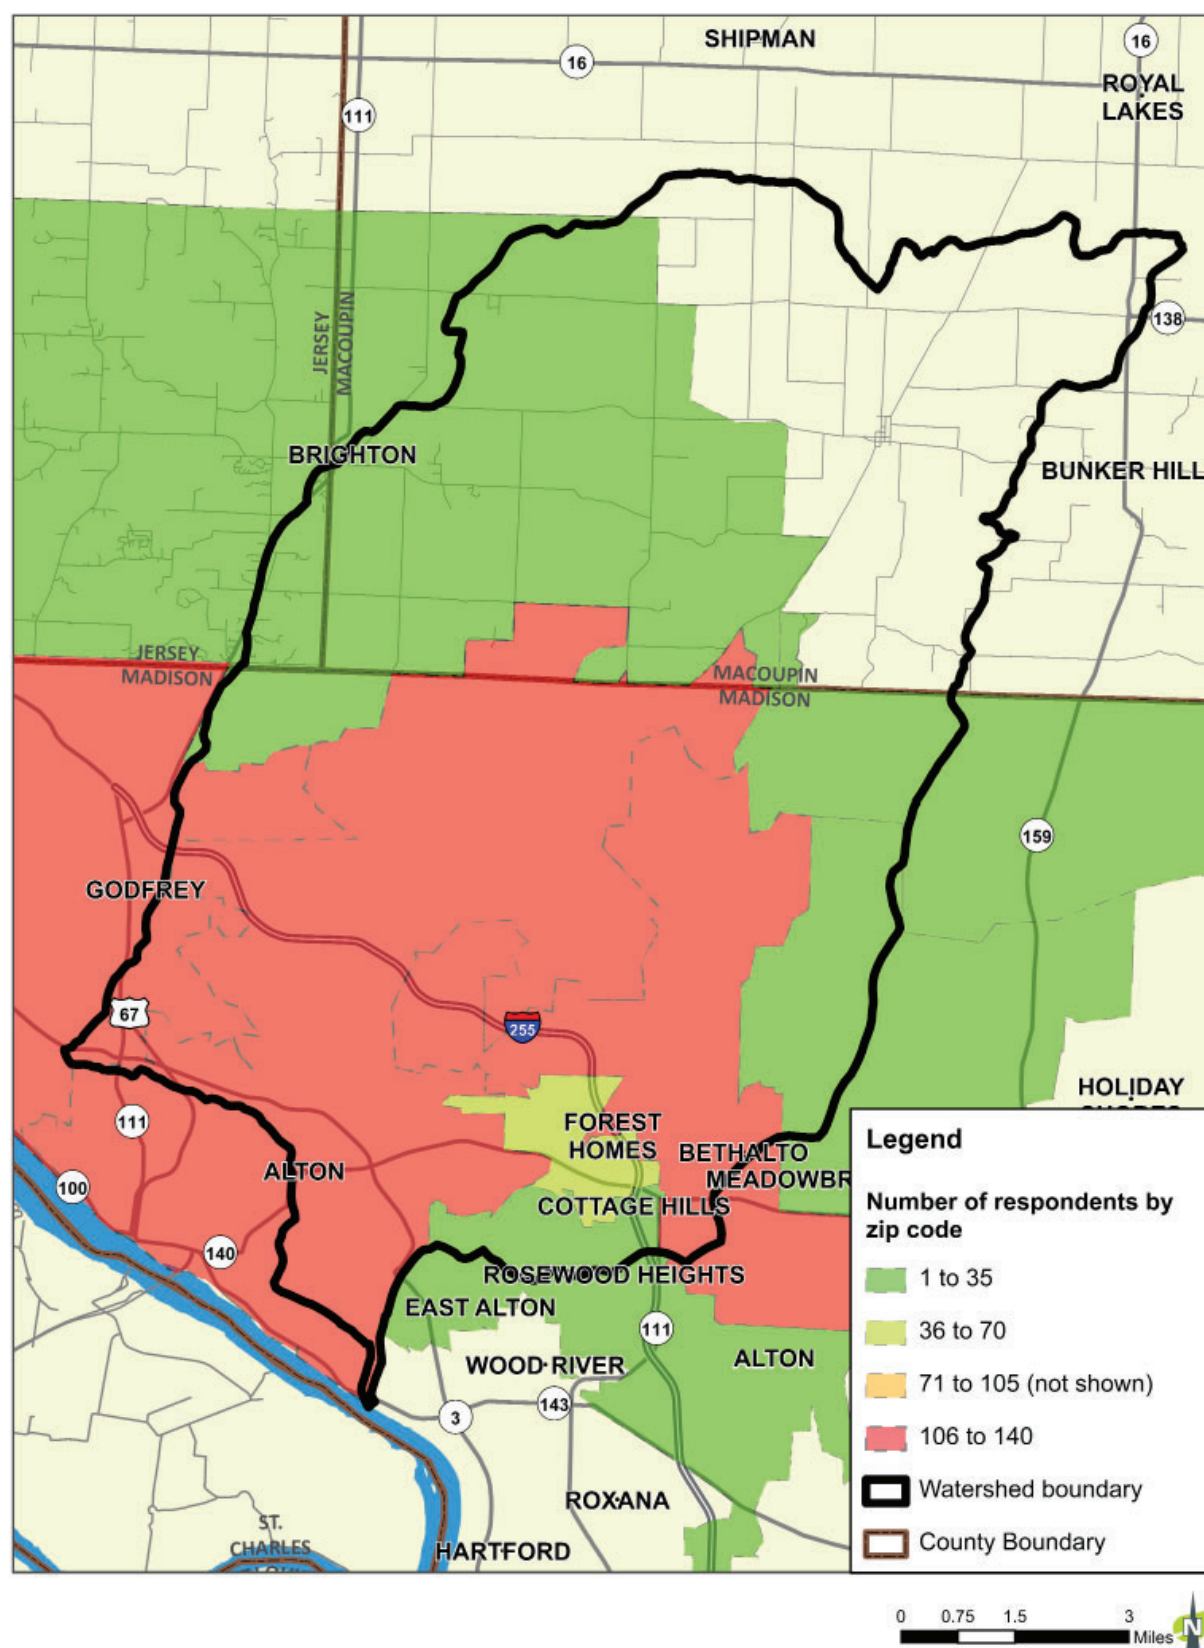 SHIPMAN
16
16
ROYAL
LAKES
111
138
JERSEY
MACOUPIN
BRIGHTON
BUNKER HILL
JERSEY
MADISON
MACOUPIN
MADISON
159
GODFREY
67
255
HOLIDAY
111
FOREST
HOMES
BETHALTO
MEADOWBR
ALTON
100
COTTAGE HILLS
140
ROSEWOOD HEIGHTS
EAST ALTON
111
WOOD RIVER
ALTON
143
3
ROXANA
ST.
CHARLES
HARTFORD
Legend
Number of respondents by
zip code
1 to 35
36 to 70
71 to 105 (not shown)
106 to 140
Watershed boundary
County Boundary
0 0.75 1.5 3
Miles
N